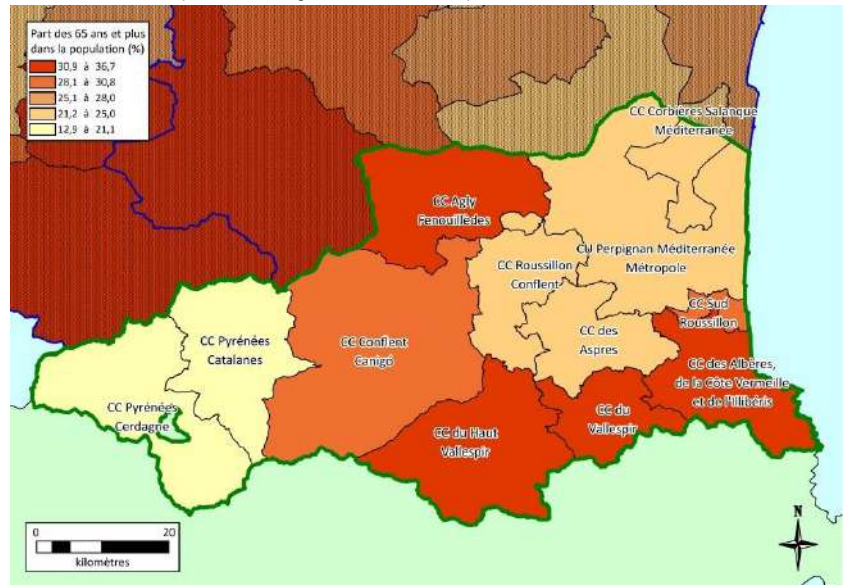 Part des 65 ans et plus
dans la population (%)
30,9 à 36,7
28,1 à 30,8
25,1 à 28,0
21,2 à 25,0
12,9 à 21,1
CC Corbières Salanque
Méditerranée
CC Agly
Fenouillèdes
CU Perpignan Méditerranée
Métropole
CC Roussillon
Conflent
CC Sud
Roussillon
CC des
Aspres
CC Pyrénées
Catalanes
CC Conflent
Canigó
CC des Albères,
de la Côte Vermeille
et de l'Illibéris
CC Pyrénées
Cerdagne
CC du
Vallespir
CC du Haut
Vallespir
N
0 20
kilomètres